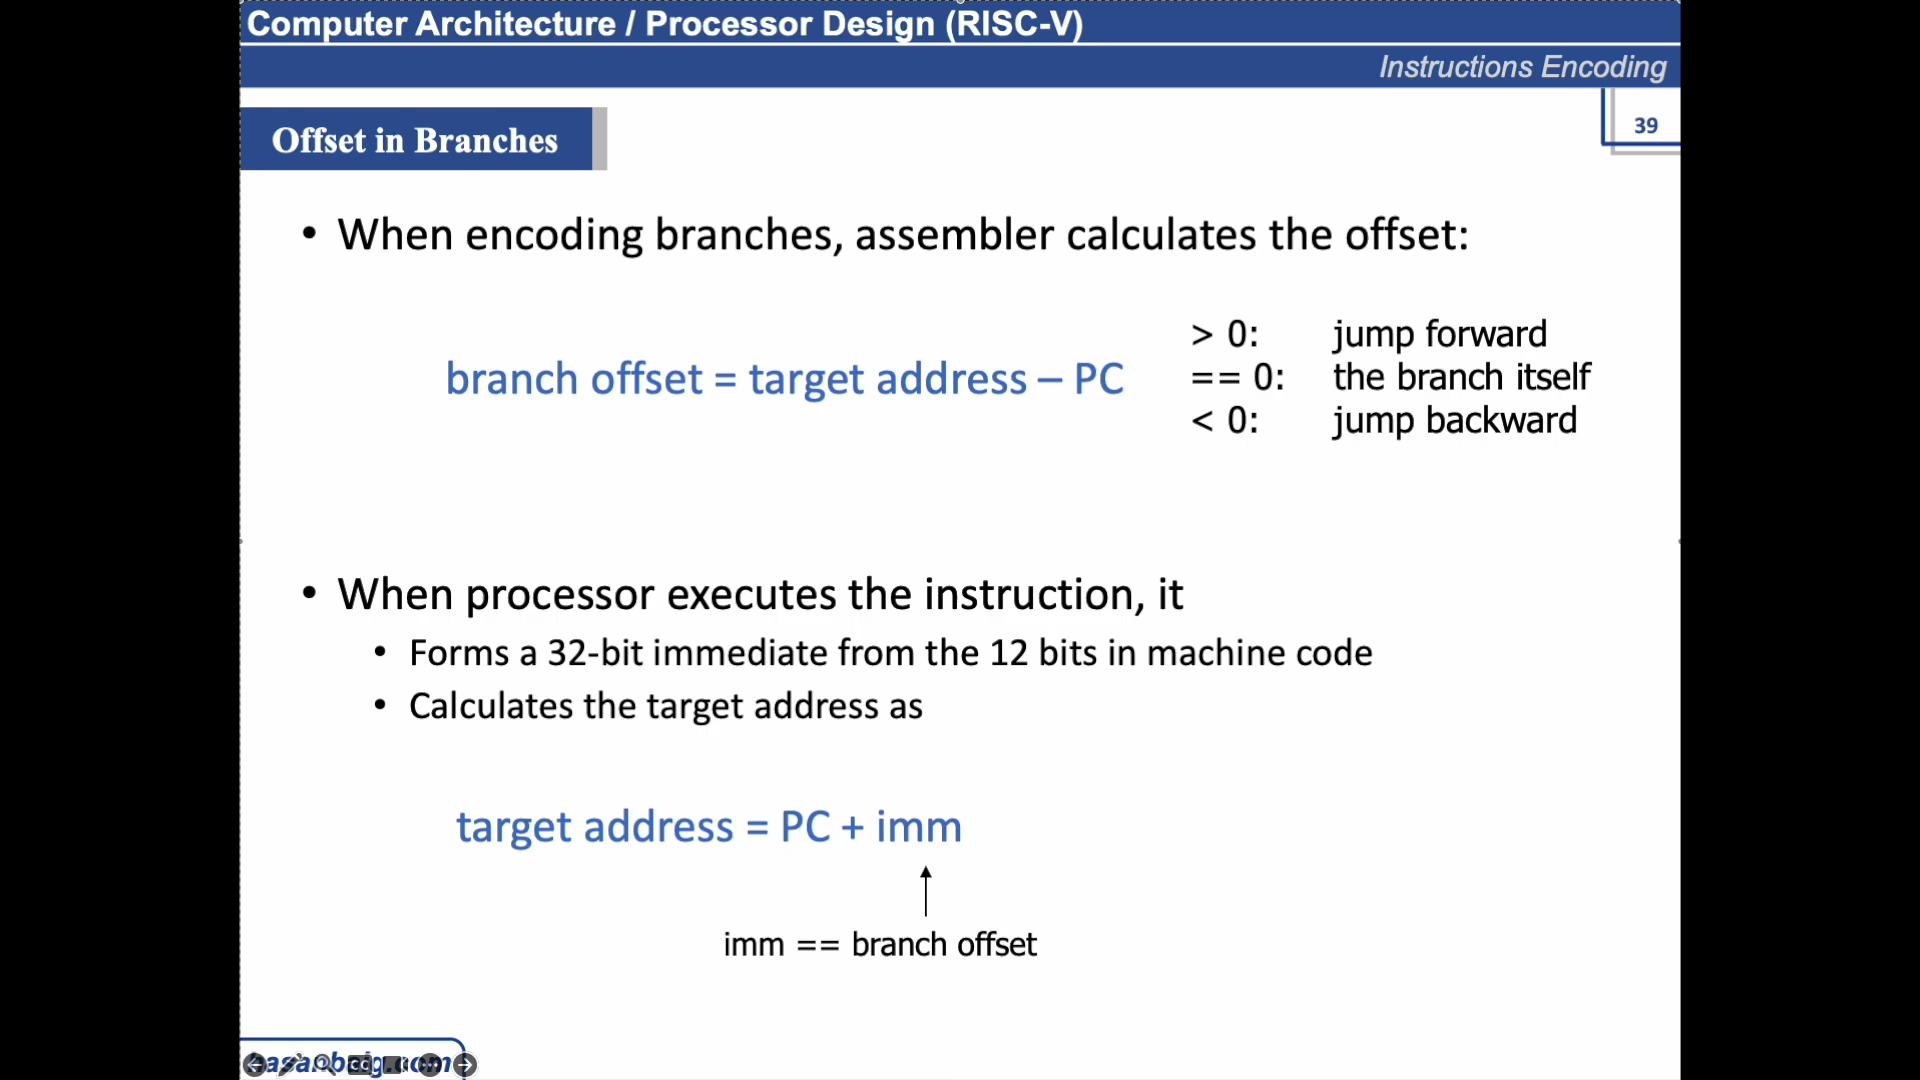 Computer Architecture / Processor Design (RISC-V)
Instructions Encoding
39
Offset in Branches
• When encoding branches, assembler calculates the offset:
branch offset = target address – PC
> 0: jump forward
== 0: the branch itself
< 0: jump backward
• When processor executes the instruction, it
• Forms a 32-bit immediate from the 12 bits in machine code
• Calculates the target address as
target address = PC + imm
imm == branch offset